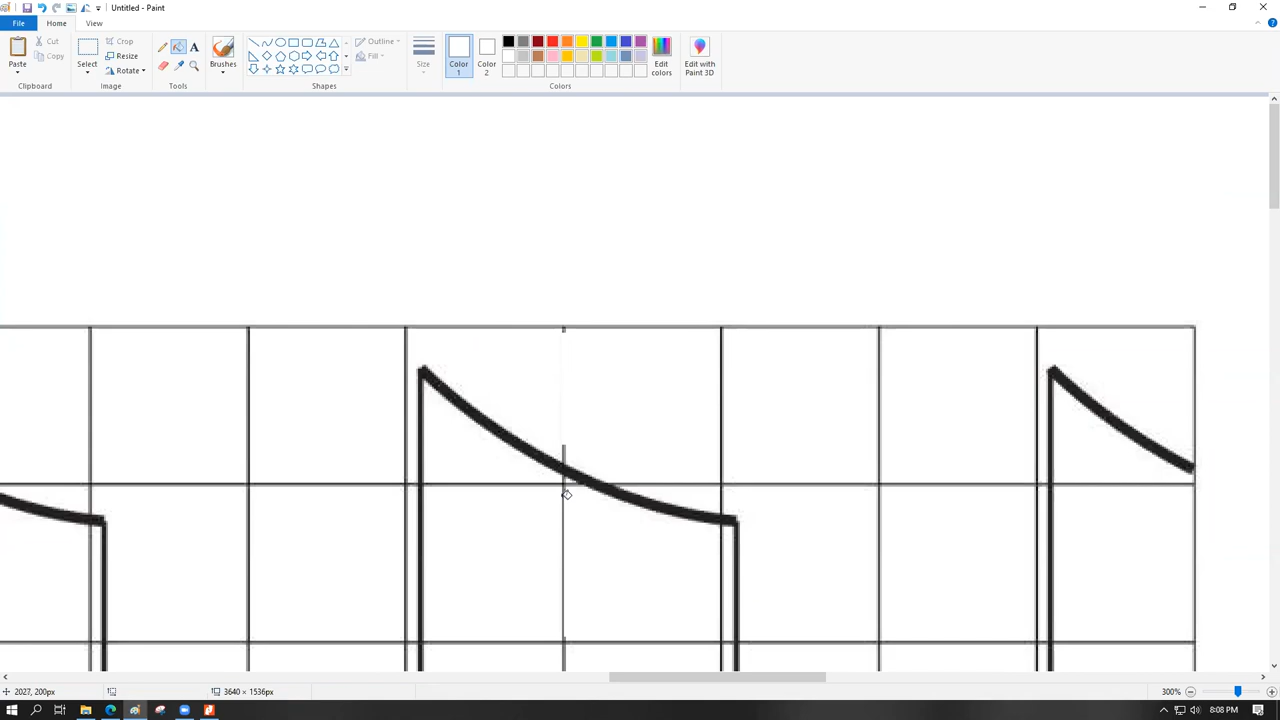 Untitled - Paint
File Home View
Paste
Cut
Copy
Clipboard
Select
Crop
Resize
Rotate
Image
A
Tools
Brushes
Outline
Fill
Shapes
Size
Color 1
Color 2
Edit colors
Edit with Paint 3D
Colors
2027, 200px
3640 × 1536px
300%
8:08 PM